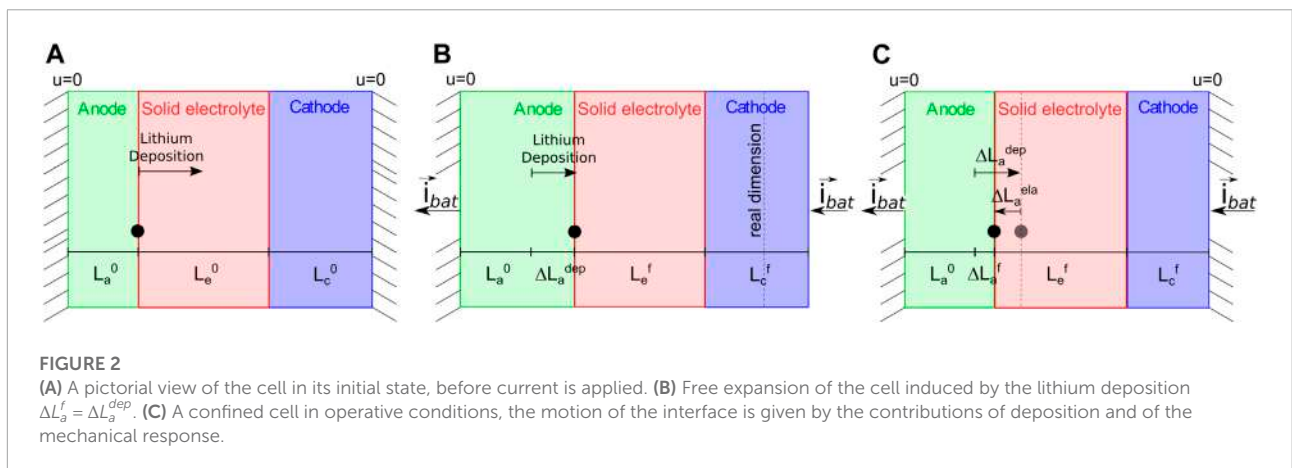 A
u=0 u=0
Anode Solid electrolyte Cathode
Lithium
Deposition
L_a^0 L_e^0 L_c^0
B
u=0
Anode Solid electrolyte Cathode
Lithium
Deposition
real dimension
i_bat i_bat
L_a^0 ΔL_a^dep L_e^f L_c^f
C
u=0 u=0
Anode Solid electrolyte Cathode
ΔL_a^dep
ΔL_a^ela
i_bat i_bat
L_a^0 ΔL_a^f L_e^f L_c^f
FIGURE 2
(A) A pictorial view of the cell in its initial state, before current is applied. (B) Free expansion of the cell induced by the lithium deposition
ΔL_a^f = ΔL_a^dep. (C) A confined cell in operative conditions, the motion of the interface is given by the contributions of deposition and of the
mechanical response.